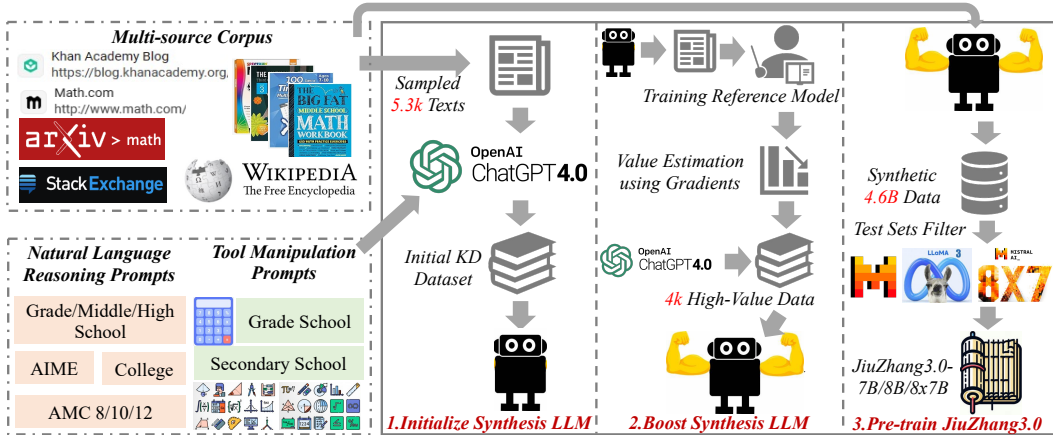 Multi-source Corpus
Khan Academy Blog
https://blog.khanacademy.org,
Math.com
http://www.math.com/
arXiv > math
StackExchange
THE
BIG FAT
MIDDLE SCHOOL
MATH
WORKBOOK
WIKIPEDIA
The Free Encyclopedia
Natural Language
Reasoning Prompts
Grade/Middle/High
School
AIME
College
AMC 8/10/12
Tool Manipulation
Prompts
Grade School
Secondary School
Sampled
5.3k Texts
OpenAI
ChatGPT4.0
Initial KD
Dataset
1.Initialize Synthesis LLM
Training Reference Model
Value Estimation
using Gradients
OpenAI
ChatGPT4.0
4k High-Value Data
2.Boost Synthesis LLM
Synthetic
4.6B Data
Test Sets Filter
LLoMA 3
MISTRAL
AI_
8X7
JiuZhang3.0-
7B/8B/8x7B
3.Pre-train JiuZhang3.0